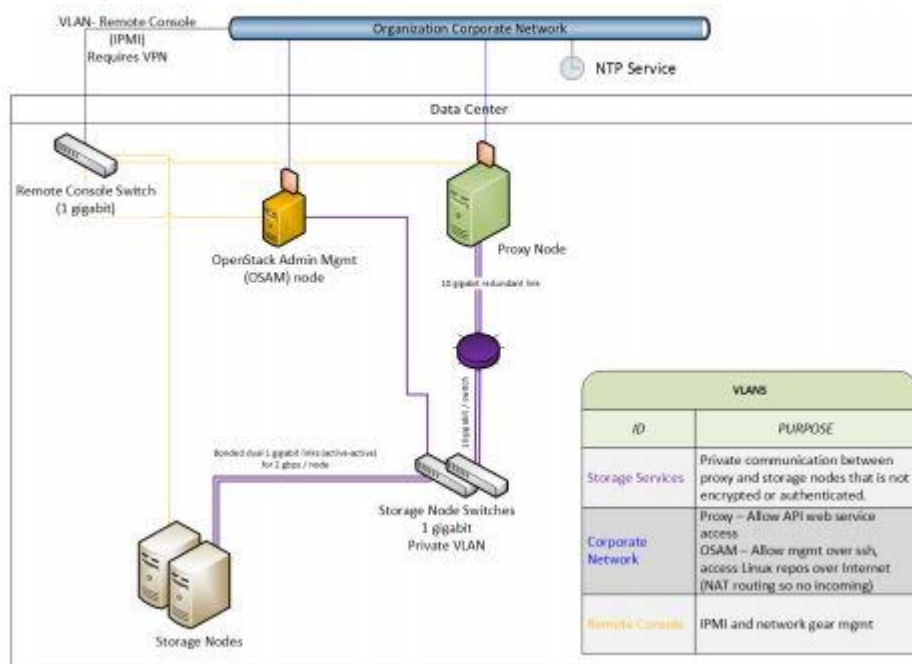 VLAN- Remote Console
(IPMI)
Requires VPN
Organization Corporate Network
NTP Service
Data Center
Remote Console Switch
(1 gigabit)
OpenStack Admin Mgmt
(OSAM) node
Proxy Node
10 gigabit redundant link
gigabit / switch
Bonded dual 1 gigabit links (active-active)
for 2 gbps / node
Storage Node Switches
1 gigabit
Private VLAN
Storage Nodes
VLANS
ID
PURPOSE
Storage Services
Private communication between
proxy and storage nodes that is not
encrypted or authenticated.
Corporate
Network
Proxy – Allow API web service
access
OSAM – Allow mgmt over ssh,
access Linux repos over Internet
(NAT routing so no incoming)
Remote Console
IPMI and network gear mgmt